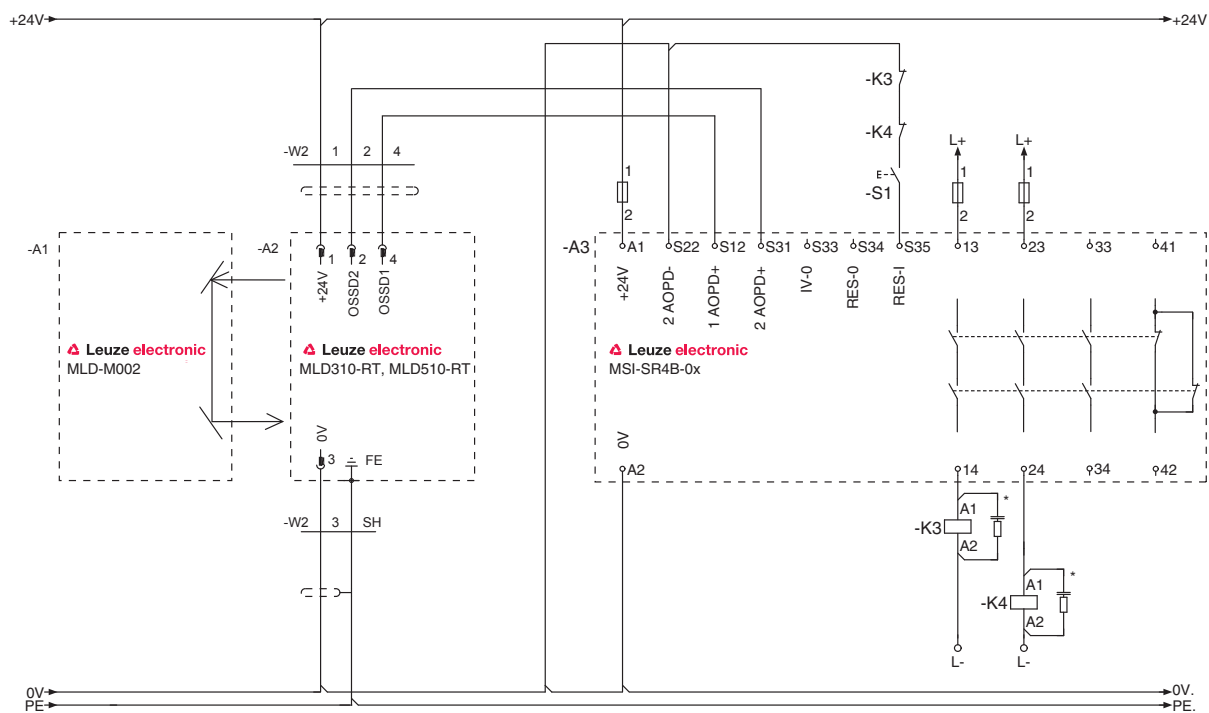 +24V
+24V
-K3
-K4
-S1
L+
L+
-W2 1 2 4
1
2
1
2
1
2
-A1
-A2
-A3
1 2 4
A1 S22 S12 S31 S33 S34 S35 13 23 33 41
+24V
OSSD2
OSSD1
+24V
2 AOPD-
1 AOPD+
2 AOPD+
IV-0
RES-0
RES-I
Leuze electronic
MLD-M002
Leuze electronic
MLD310-RT, MLD510-RT
Leuze electronic
MSI-SR4B-0x
0V
3
FE
0V
A2
14 24 34 42
-W2 3 SH
-K3
A1
A2
*
-K4
A1
A2
*
L-
L-
0V
0V.
PE
PE.